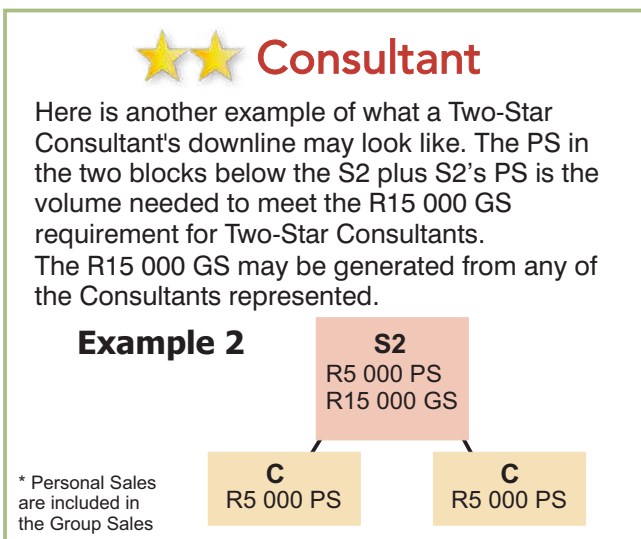 Consultant
Here is another example of what a Two-Star
Consultant's downline may look like. The PS in
the two blocks below the S2 plus S2’s PS is the
volume needed to meet the R15 000 GS
requirement for Two-Star Consultants.
The R15 000 GS may be generated from any of
the Consultants represented.
Example 2
S2
R5 000 PS
R15 000 GS
C
R5 000 PS
C
R5 000 PS
* Personal Sales
are included in
the Group Sales